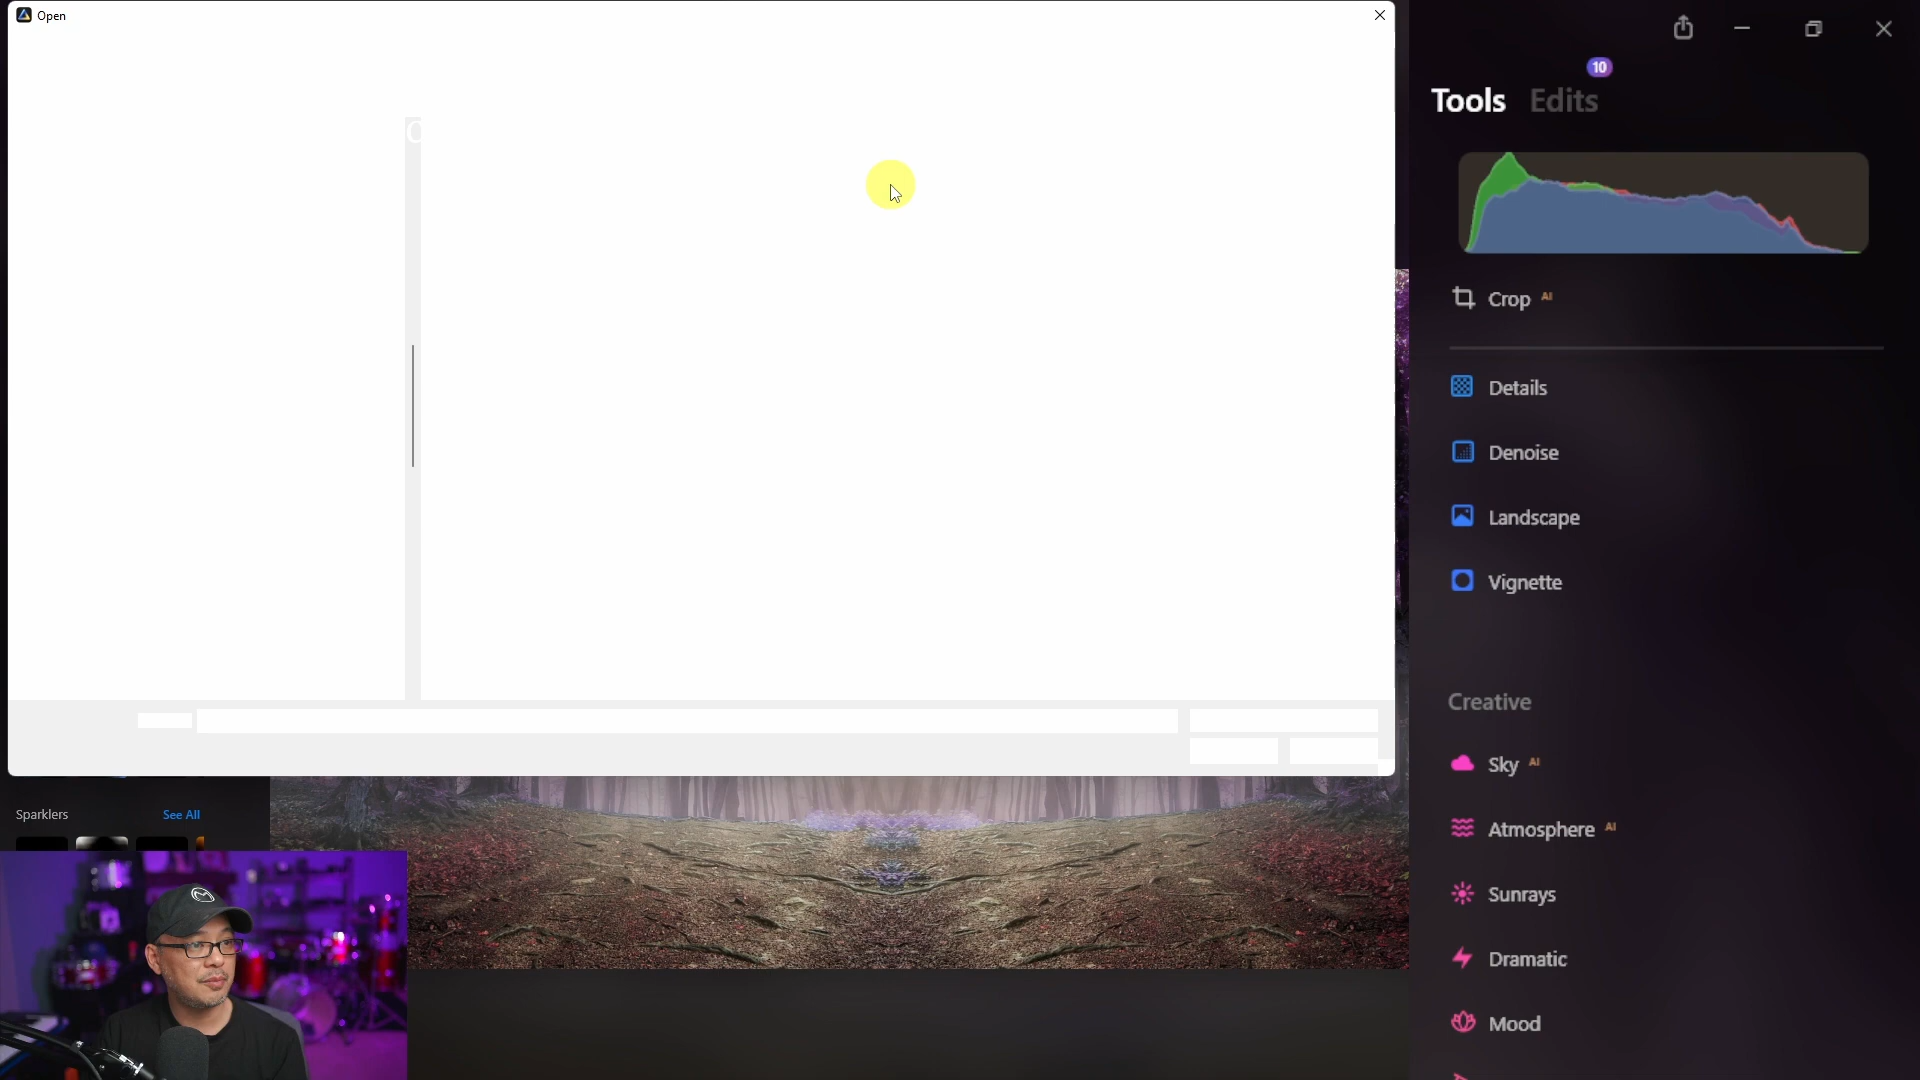 Open
10
Tools Edits
Crop AI
Details
Denoise
Landscape
Vignette
Creative
Sky AI
Atmosphere AI
Sunrays
Dramatic
Mood
Sparklers See All